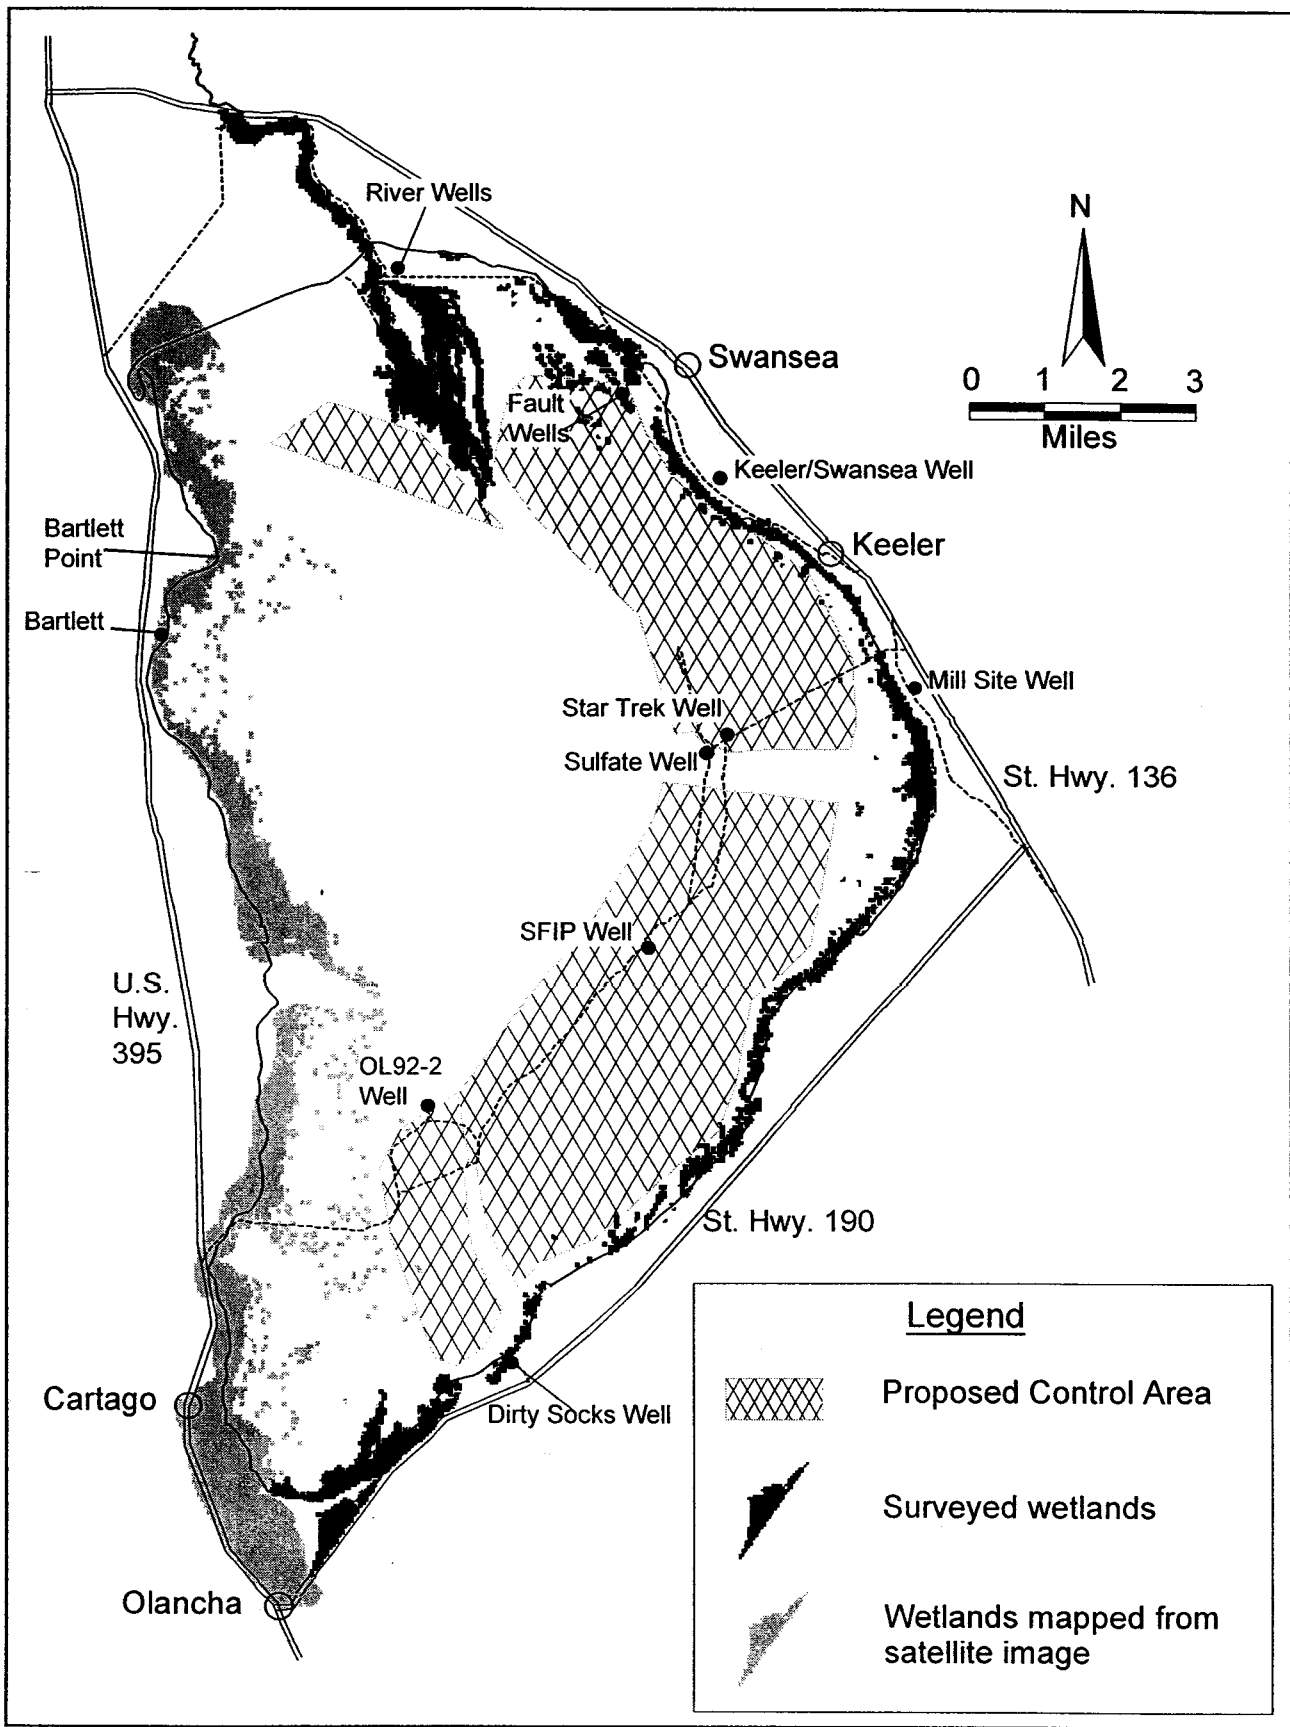 River Wells
N
Swansea
0 1 2 3
Miles
Fault
Wells
Keeler/Swansea Well
Bartlett
Point
Keeler
Bartlett
Mill Site Well
Star Trek Well
Sulfate Well
St. Hwy. 136
SFIP Well
U.S.
Hwy.
395
OL92-2
Well
St. Hwy. 190
Legend
Proposed Control Area
Cartago
Dirty Socks Well
Surveyed wetlands
Olancha
Wetlands mapped from
satellite image